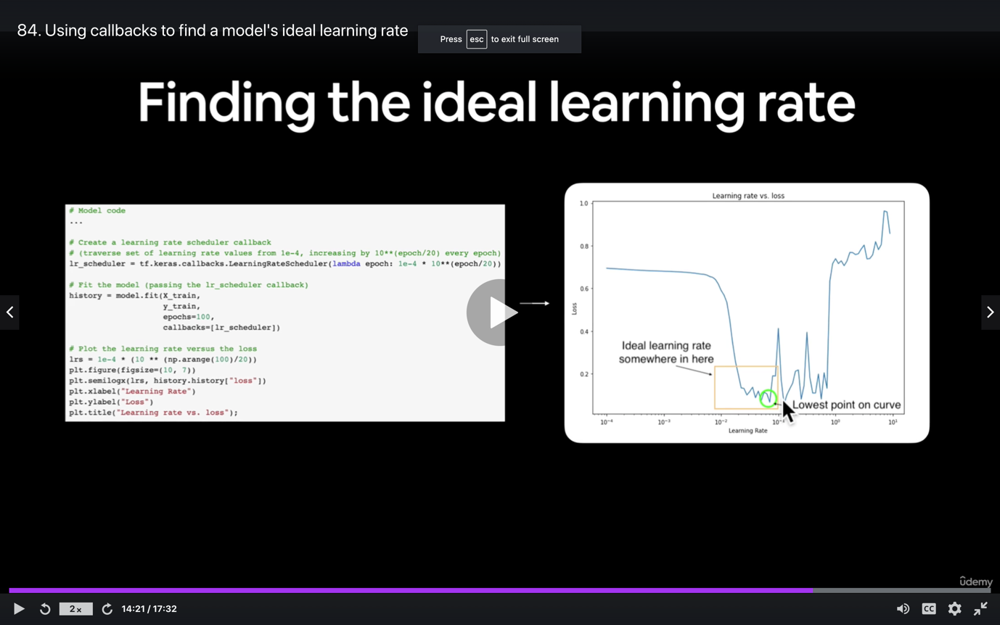 84. Using callbacks to find a model's ideal learning rate
Press esc to exit full screen
Finding the ideal learning rate
# Model code
...
# Create a learning rate scheduler callback
# (traverse set of learning rate values from 1e-4, increasing by 10**(epoch/20) every epoch)
lr_scheduler = tf.keras.callbacks.LearningRateScheduler(lambda epoch: 1e-4 * 10**(epoch/20))
# Fit the model (passing the lr_scheduler callback)
history = model.fit(X_train,
y_train,
epochs=100,
callbacks=[lr_scheduler])
# Plot the learning rate versus the loss
lrs = 1e-4 * (10 ** (np.arange(100)/20))
plt.figure(figsize=(10, 7))
plt.semilogx(lrs, history.history["loss"])
plt.xlabel("Learning Rate")
plt.ylabel("Loss")
plt.title("Learning rate vs. loss");
Learning rate vs. loss
1.0
0.8
0.6
0.4
0.2
Loss
Ideal learning rate
somewhere in here
Lowest point on curve
10⁻⁴ 10⁻³ 10⁻² 10⁰ 10¹
Learning Rate
ûdemy
2x 14:21 / 17:32 CC